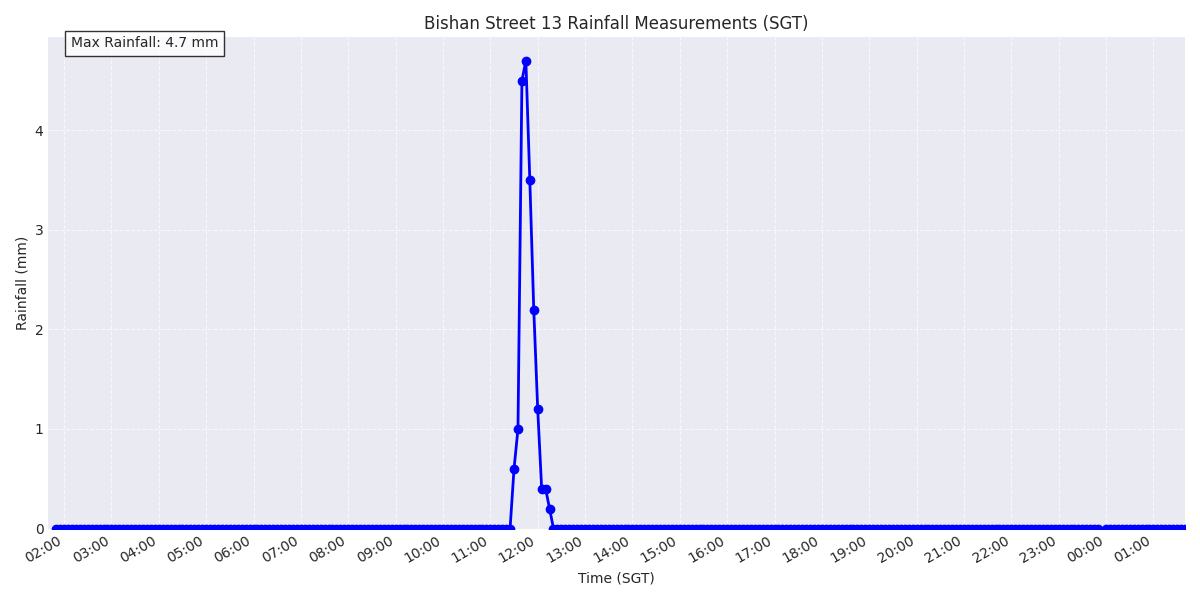 Bishan Street 13 Rainfall Measurements (SGT)
Max Rainfall: 4.7 mm
4
3
2
1
0
Rainfall (mm)
02:00 03:00 04:00 05:00 06:00 07:00 08:00 09:00 10:00 11:00 12:00 13:00 14:00 15:00 16:00 17:00 18:00 19:00 20:00 21:00 22:00 23:00 00:00 01:00
Time (SGT)